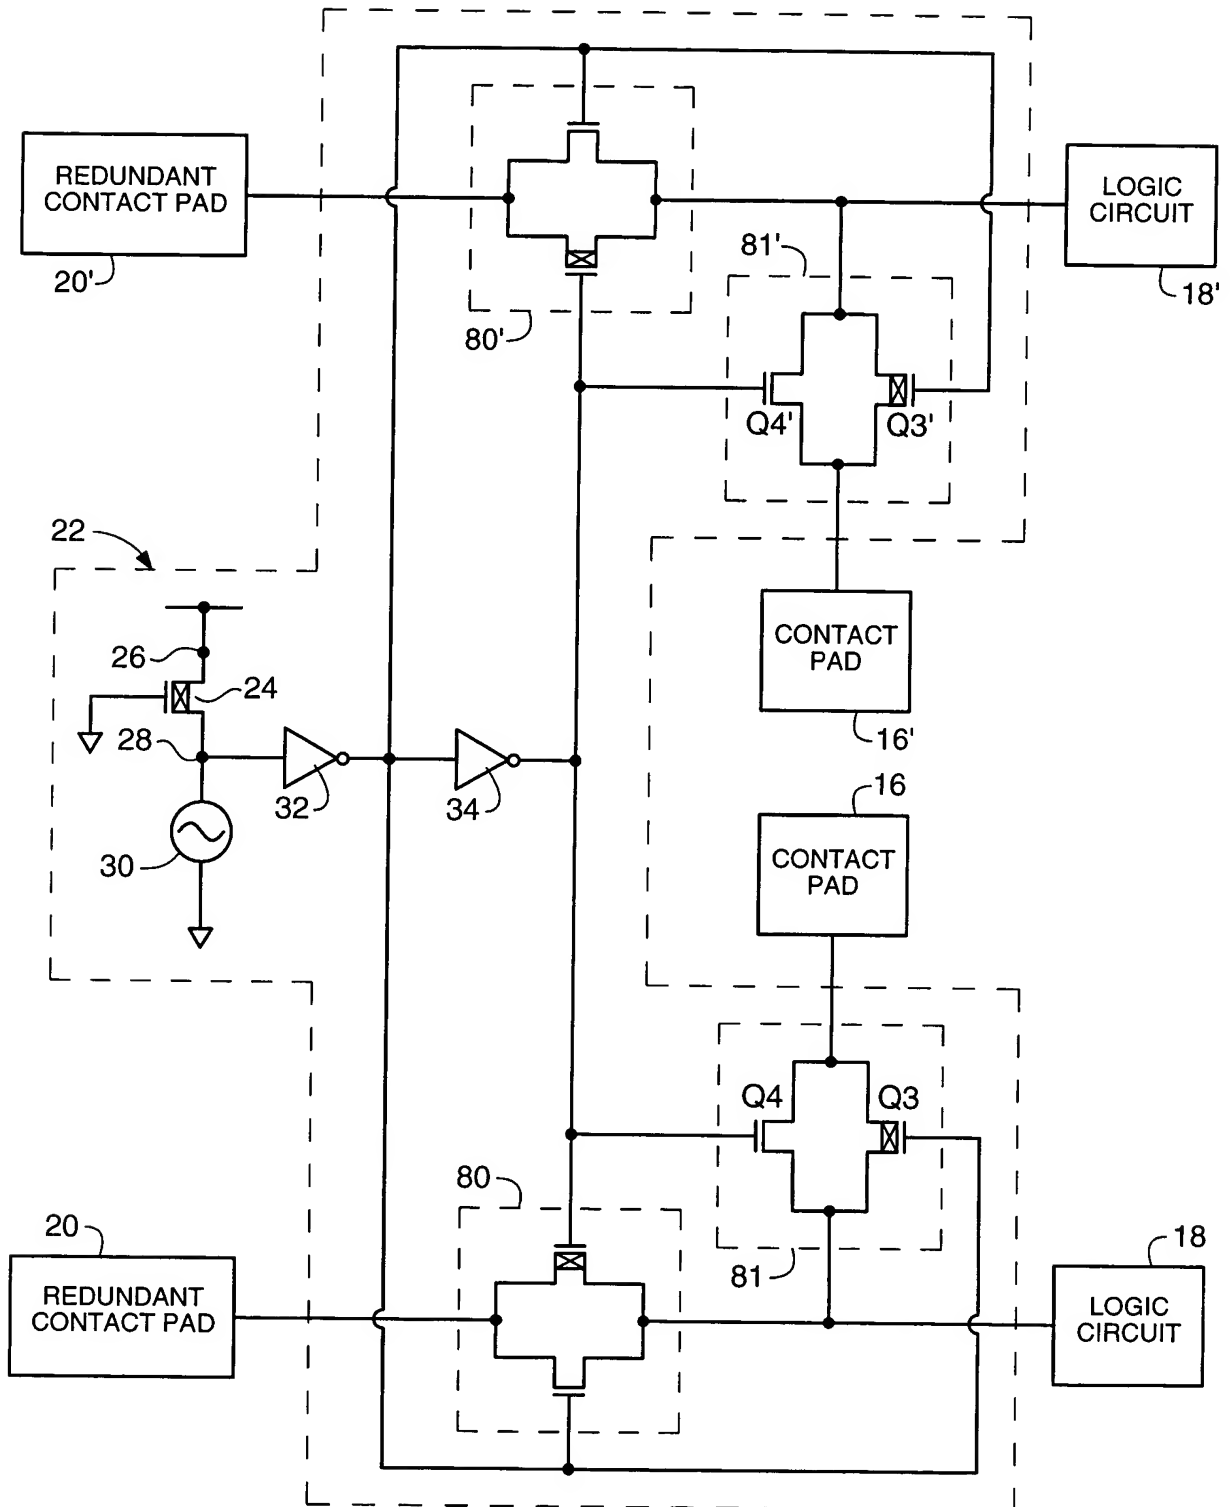 REDUNDANT
CONTACT PAD
20'
LOGIC
CIRCUIT
18'
81'
80'
Q4'
Q3'
22
CONTACT
PAD
16'
26
24
28
32
34
30
16
CONTACT
PAD
Q4
Q3
80
81
20
REDUNDANT
CONTACT PAD
18
LOGIC
CIRCUIT